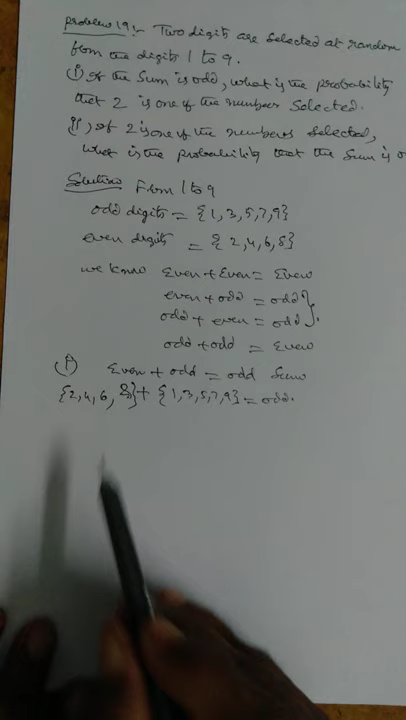 Problem 19:- Two digits are selected at random
from the digits 1 to 9.
(i) If the sum is odd, what is the probability
that 2 is one of the numbers selected.
(ii) If 2 is one of the numbers selected,
what is the probability that the sum is
Solution From 1 to 9
odd digits = {1,3,5,7,9}
even digits = {2,4,6,8}
we know Even + Even = Even
even + odd = odd }
odd + even = odd }.
odd + odd = Even
(i) Even + odd = odd Sum
{2,4,6,8} + {1,3,5,7,9} = odd.